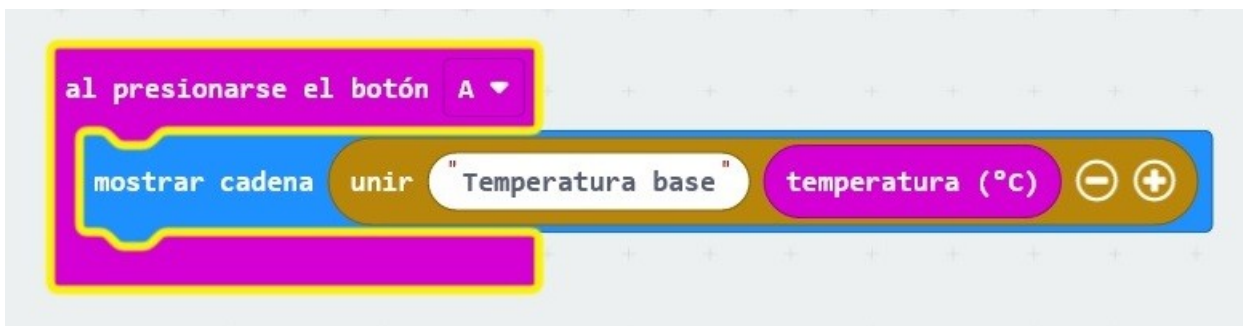 al presionarse el botón A
mostrar cadena unir "Temperatura base" temperatura (°C)